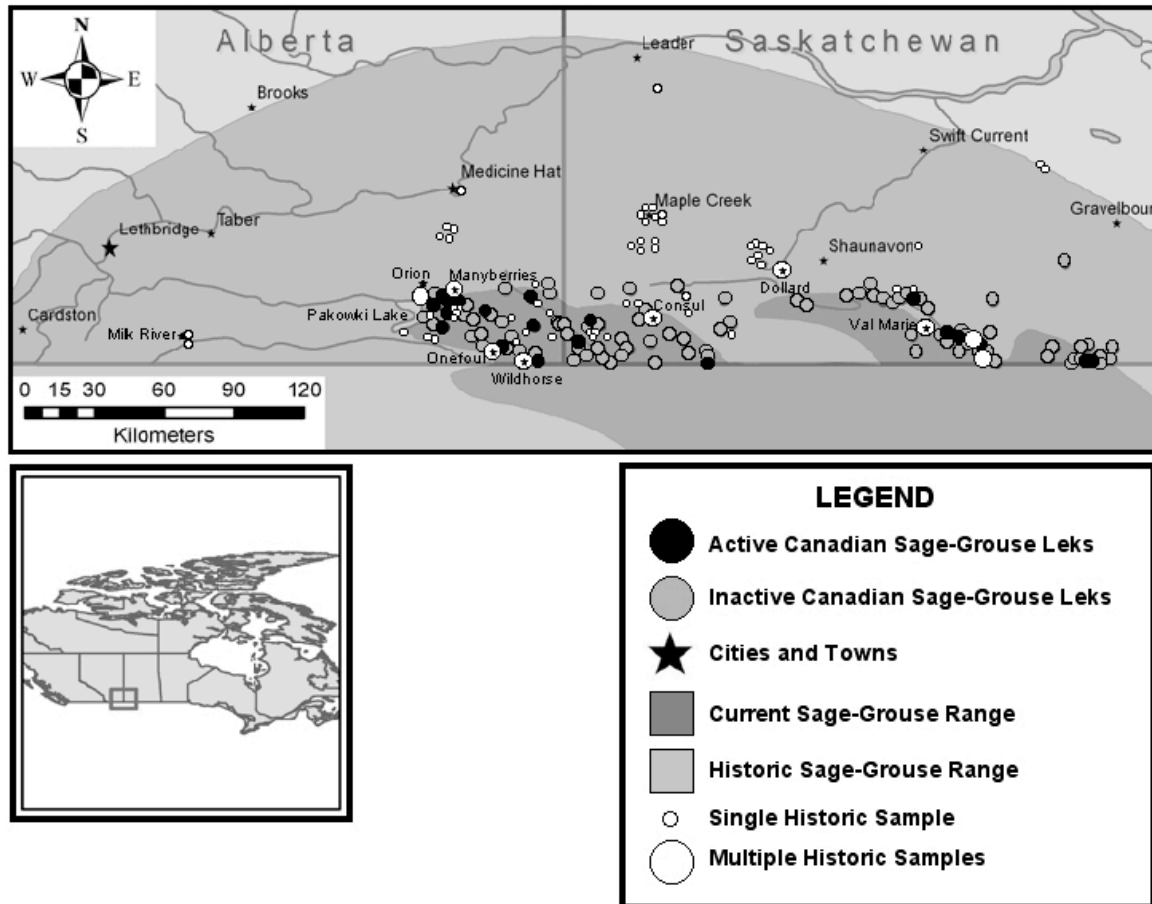 N
Alberta
Saskatchewan
Leader
W
E
Brooks
S
Swift Current
Medicine Hat
Maple Creek
Gravelbour
Lethbridge
Taber
Shaunavon
Orion
Manyberries
Dollard
Cardston
Pakowki Lake
Consul
Milk River
Val Marie
Onefour
Wildhorse
0 15 30 60 90 120
Kilometers
LEGEND
Active Canadian Sage-Grouse Leks
Inactive Canadian Sage-Grouse Leks
Cities and Towns
Current Sage-Grouse Range
Historic Sage-Grouse Range
Single Historic Sample
Multiple Historic Samples